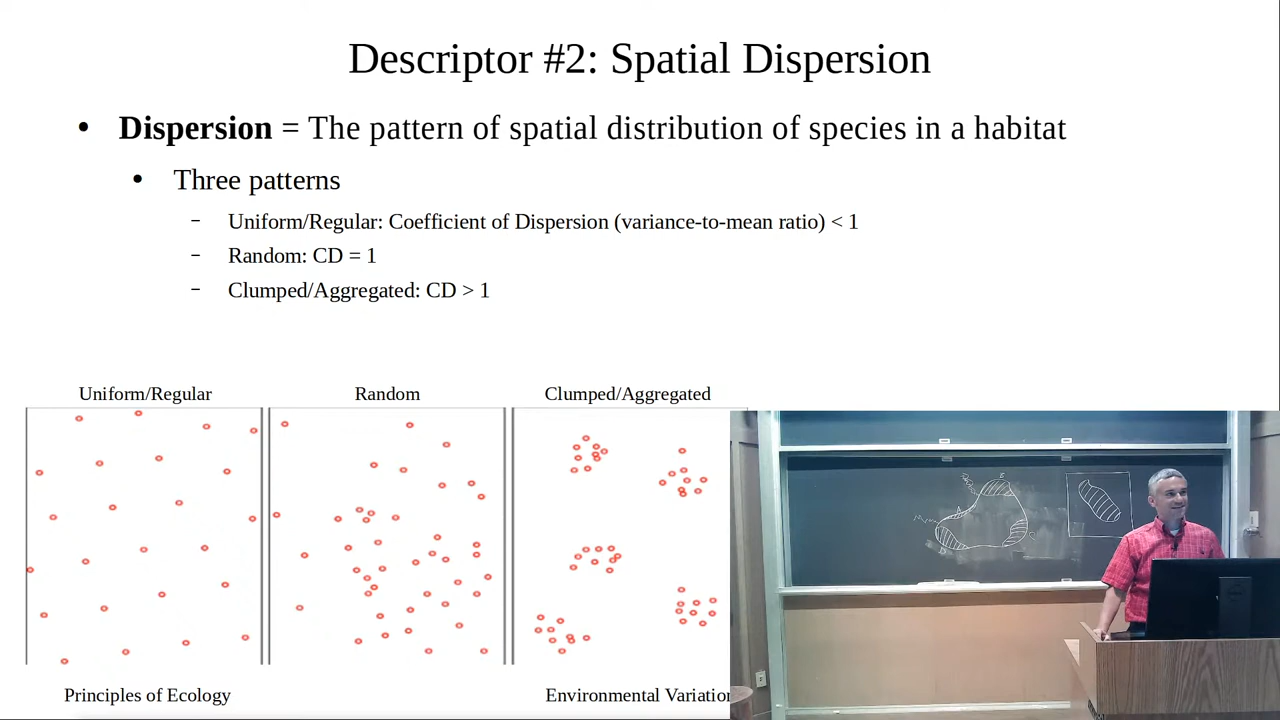 Descriptor #2: Spatial Dispersion
• Dispersion = The pattern of spatial distribution of species in a habitat
• Three patterns
– Uniform/Regular: Coefficient of Dispersion (variance-to-mean ratio) < 1
– Random: CD = 1
– Clumped/Aggregated: CD > 1
Uniform/Regular Random Clumped/Aggregated
Principles of Ecology Environmental Variation